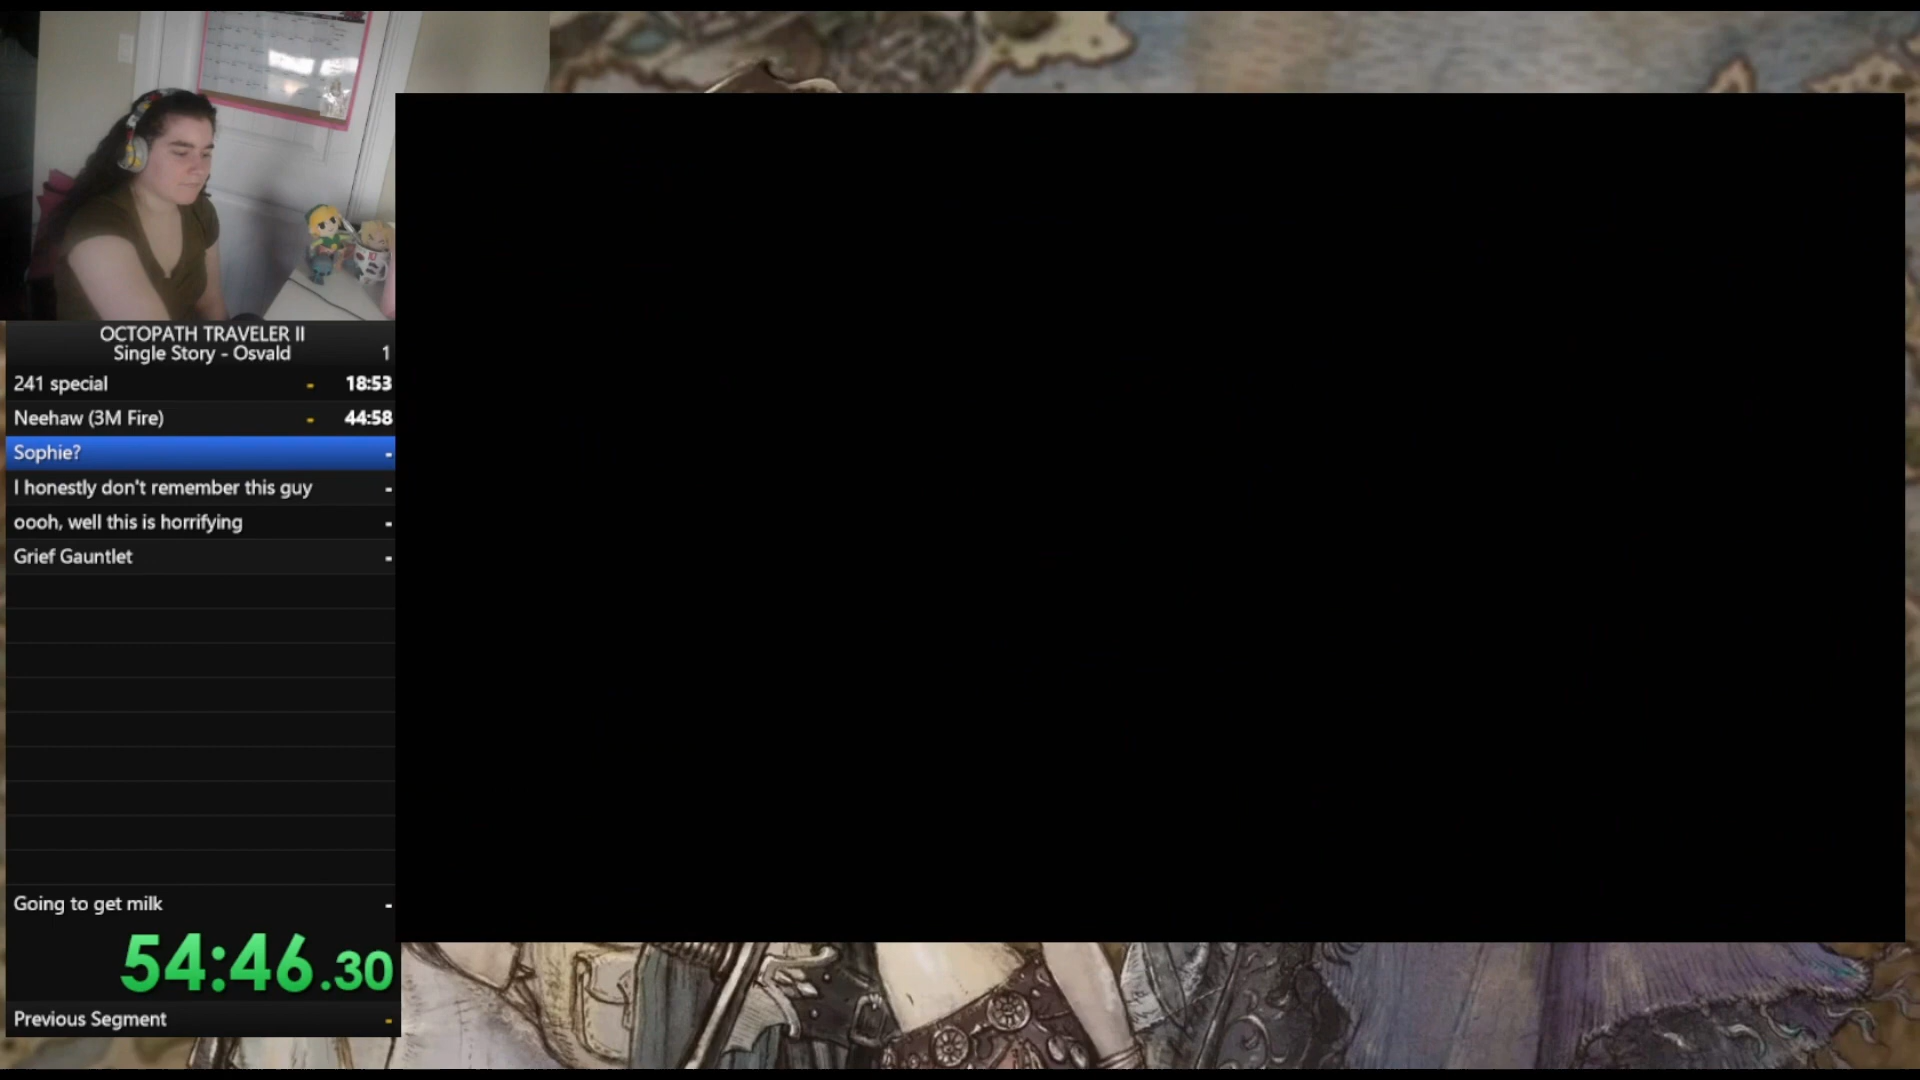 OCTOPATH TRAVELER II
Single Story - Osvald 1
241 special - 18:53
Neehaw (3M Fire) - 44:58
Sophie? -
I honestly don't remember this guy -
oooh, well this is horrifying -
Grief Gauntlet -
Going to get milk -
54:46.30
Previous Segment -